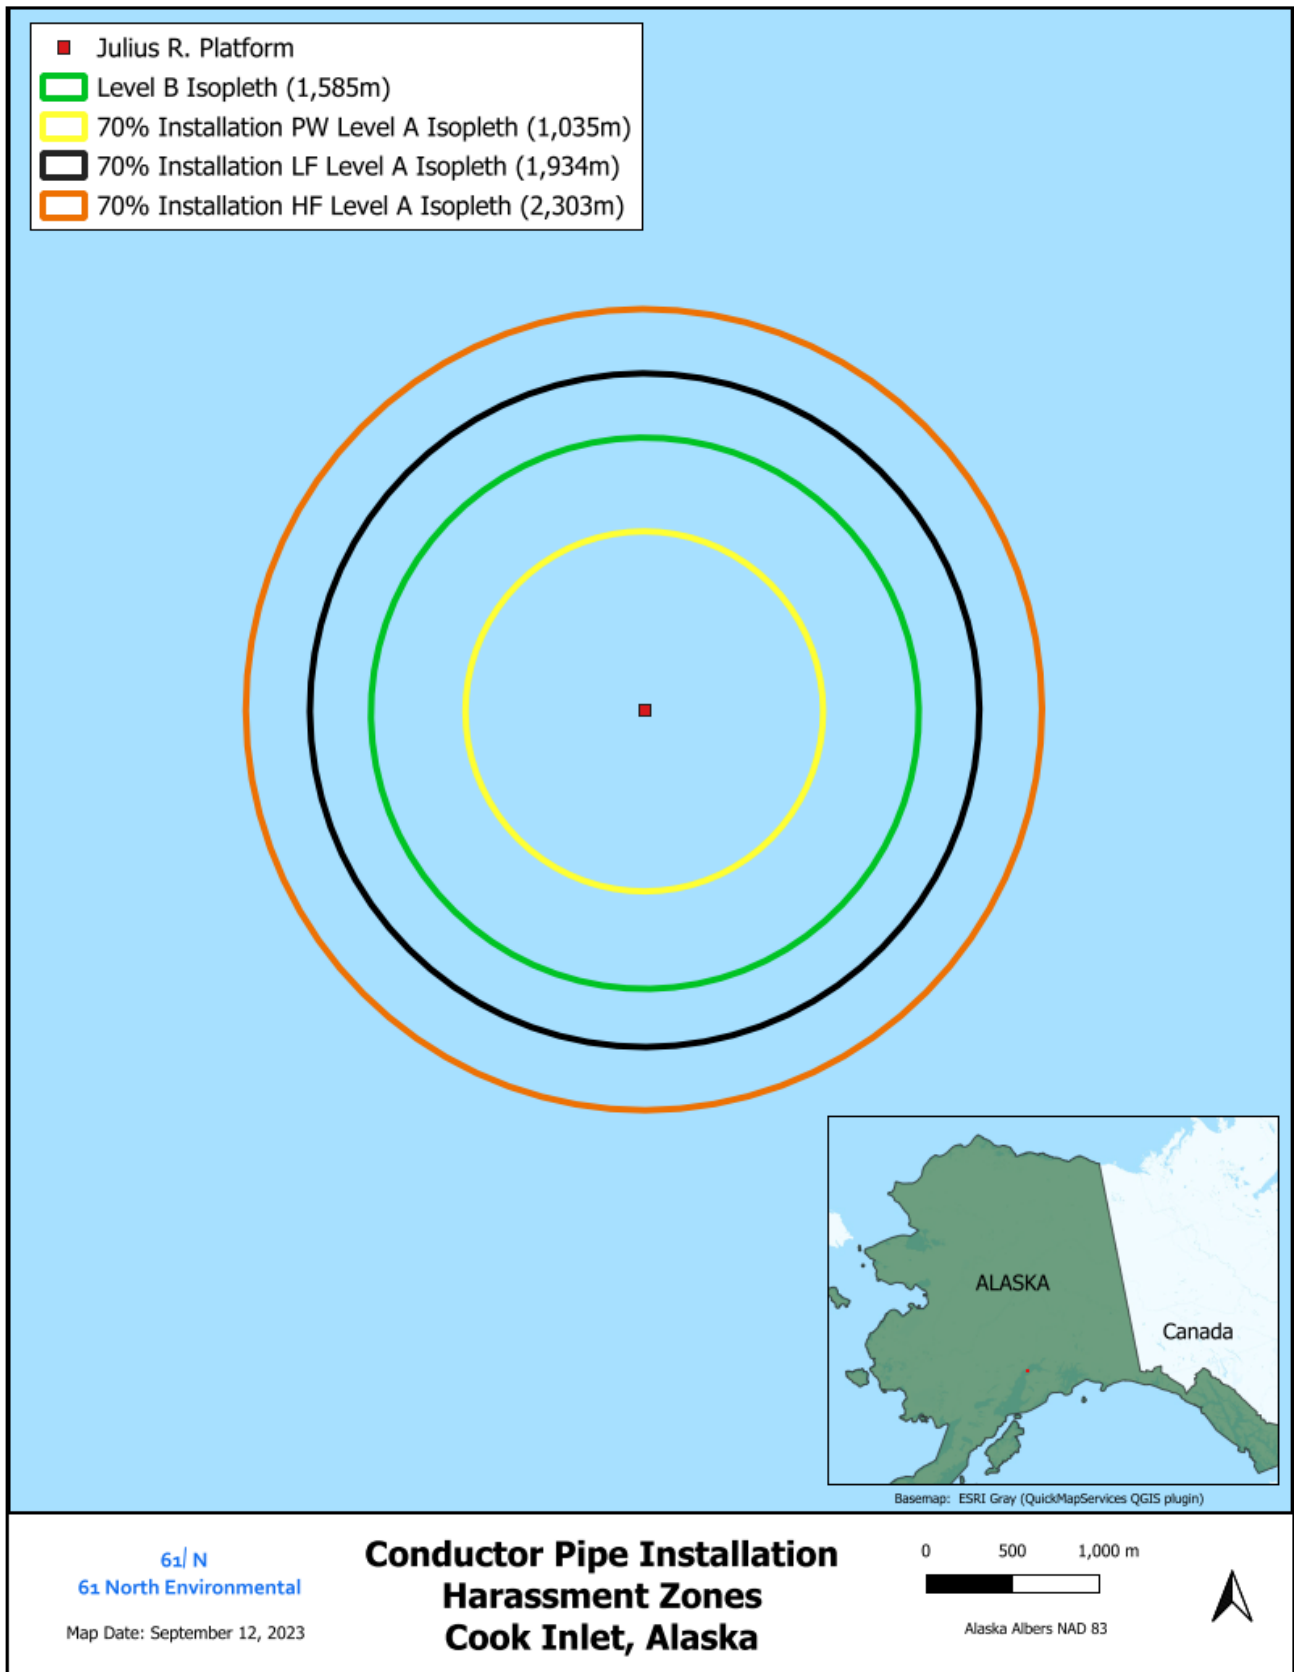 Julius R. Platform
Level B Isopleth (1,585m)
70% Installation PW Level A Isopleth (1,035m)
70% Installation LF Level A Isopleth (1,934m)
70% Installation HF Level A Isopleth (2,303m)
ALASKA
Canada
Basemap: ESRI Gray (QuickMapServices QGIS plugin)
61/ N
61 North Environmental
Map Date: September 12, 2023
Conductor Pipe Installation
Harassment Zones
Cook Inlet, Alaska
0 500 1,000 m
Alaska Albers NAD 83